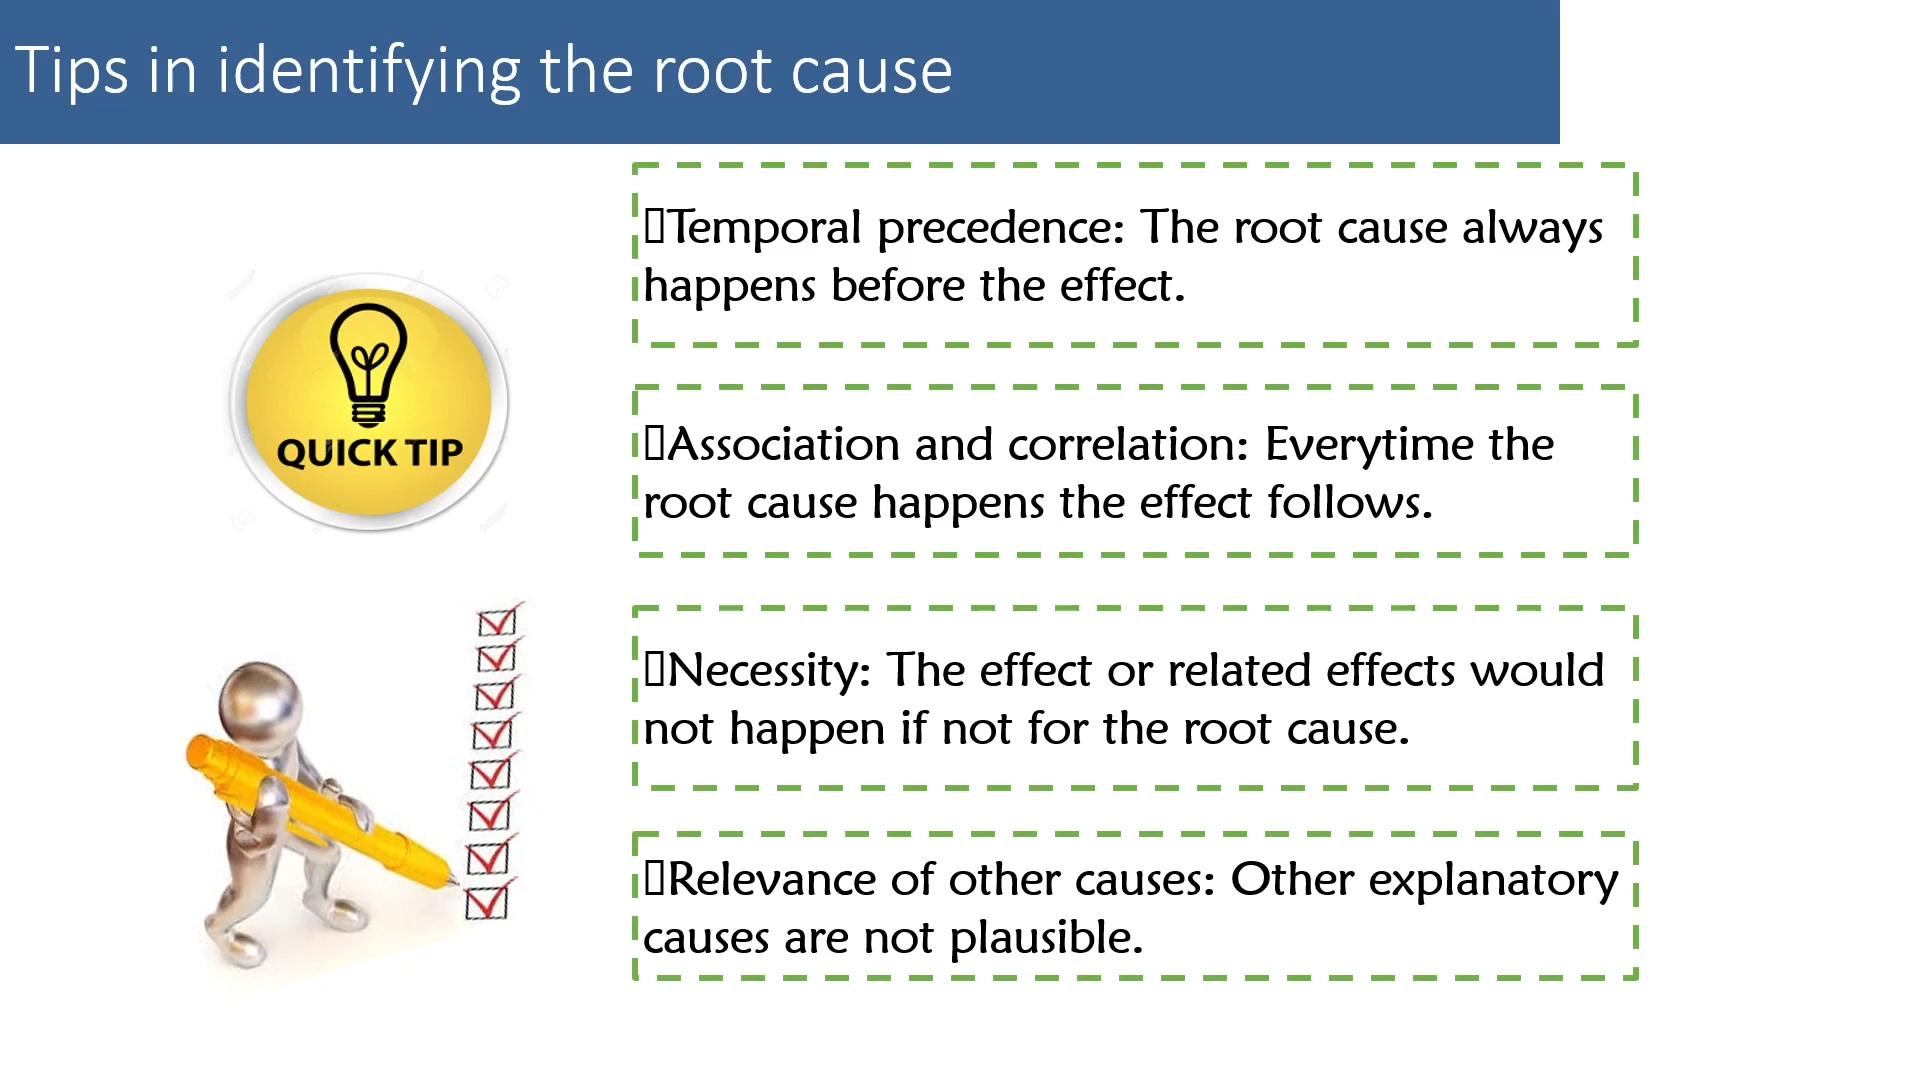 Tips in identifying the root cause
Temporal precedence: The root cause always
happens before the effect.
QUICK TIP
Association and correlation: Everytime the
root cause happens the effect follows.
Necessity: The effect or related effects would
not happen if not for the root cause.
Relevance of other causes: Other explanatory
causes are not plausible.